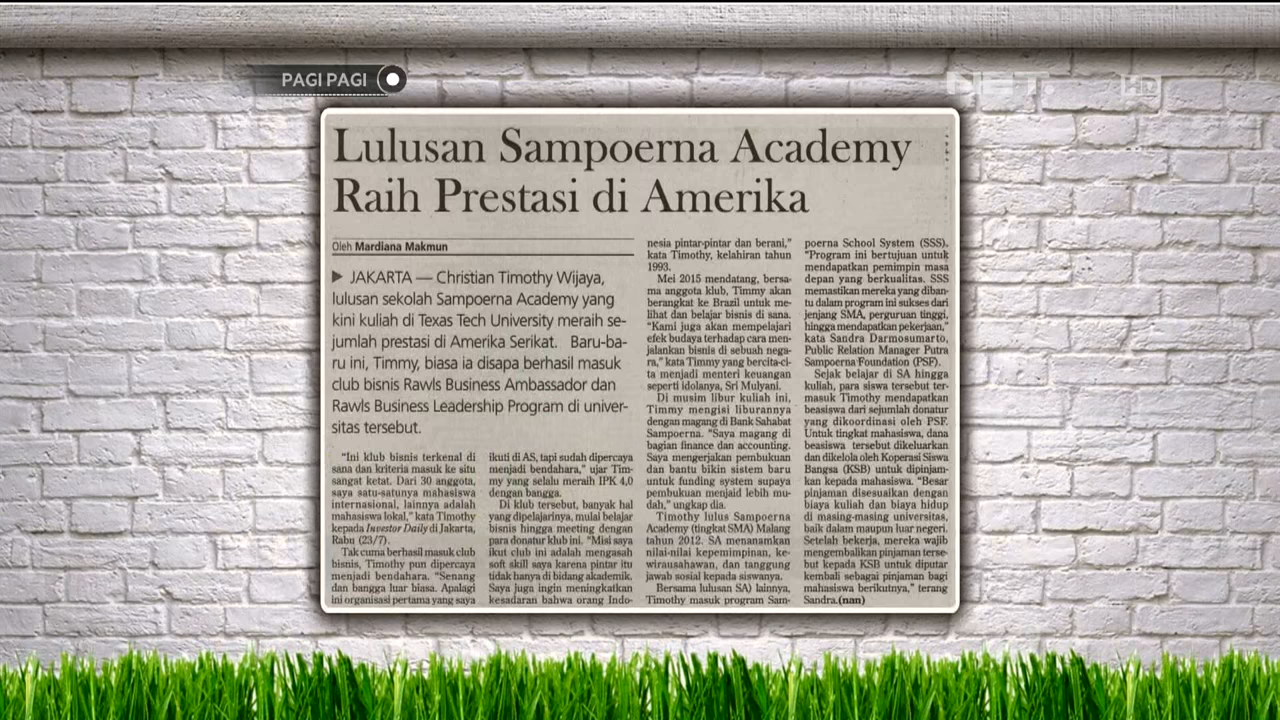 PAGI PAGI
NET.
HD
Lulusan Sampoerna Academy
Raih Prestasi di Amerika
Oleh Mardiana Makmun
JAKARTA — Christian Timothy Wijaya,
lulusan sekolah Sampoerna Academy yang
kini kuliah di Texas Tech University meraih se-
jumlah prestasi di Amerika Serikat. Baru-ba-
ru ini, Timmy, biasa ia disapa berhasil masuk
club bisnis Rawls Business Ambassador dan
Rawls Business Leadership Program di univer-
sitas tersebut.
"Ini klub bisnis terkenal di
sana dan kriteria masuk ke situ
sangat ketat. Dari 30 anggota,
saya satu-satunya mahasiswa
internasional, lainnya adalah
mahasiswa lokal," kata Timothy
kepada Investor Daily di Jakarta,
Rabu (23/7).
Tak cuma berhasil masuk club
bisnis, Timothy pun dipercaya
menjadi bendahara. "Senang
dan bangga luar biasa. Apalagi
ini organisasi pertama yang saya
ikuti di AS, tapi sudah dipercaya
menjadi bendahara," ujar Tim-
my yang selalu meraih IPK 4,0
dengan bangga.
Di klub tersebut, banyak hal
yang dipelajarinya, mulai belajar
bisnis hingga meeting dengan
para donatur klub ini. "Misi saya
ikut club ini adalah mengasah
soft skill saya karena pintar itu
tidak hanya di bidang akademik.
Saya juga ingin meningkatkan
kesadaran bahwa orang Indo-
nesia pintar-pintar dan berani,"
kata Timothy, kelahiran tahun
1993.
Mei 2015 mendatang, bersa-
ma anggota klub, Timmy akan
berangkat ke Brazil untuk me-
lihat dan belajar bisnis di sana.
"Kami juga akan mempelajari
efek budaya terhadap cara men-
jalankan bisnis di sebuah nega-
ra," kata Timmy yang bercita-ci-
ta menjadi menteri keuangan
seperti idolanya, Sri Mulyani.
Di musim libur kuliah ini,
Timmy mengisi liburannya
dengan magang di Bank Sahabat
Sampoerna. "Saya magang di
bagian finance dan accounting.
Saya mengerjakan pembukuan
dan bantu bikin sistem baru
untuk funding system supaya
pembukuan menjaid lebih mu-
dah," ungkap dia.
Timothy lulus Sampoerna
Academy (tingkat SMA) Malang
tahun 2012. SA menanamkan
nilai-nilai kepemimpinan, ke-
wirausahawan, dan tanggung
jawab sosial kepada siswanya.
Bersama lulusan SA) lainnya,
Timothy masuk program Sam-
poerna School System (SSS).
"Program ini bertujuan untuk
mendapatkan pemimpin masa
depan yang berkualitas. SSS
memastikan mereka yang diban-
tu dalam program ini sukses dari
jenjang SMA, perguruan tinggi,
hingga mendapatkan pekerjaan,"
kata Sandra Darmosumarto,
Public Relation Manager Putra
Sampoerna Foundation (PSF).
Sejak belajar di SA hingga
kuliah, para siswa tersebut ter-
masuk Timothy mendapatkan
beasiswa dari sejumlah donatur
yang dikoordinasi oleh PSF.
Untuk tingkat mahasiswa, dana
beasiswa tersebut dikeluarkan
dan dikelola oleh Koperasi Siswa
Bangsa (KSB) untuk dipinjam-
kan kepada mahasiswa. "Besar
pinjaman disesuaikan dengan
biaya kuliah dan biaya hidup
di masing-masing universitas,
baik dalam maupun luar negeri.
Setelah bekerja, mereka wajib
mengembalikan pinjaman terse-
but kepada KSB untuk diputar
kembali sebagai pinjaman bagi
mahasiswa berikutnya," terang
Sandra.(nan)